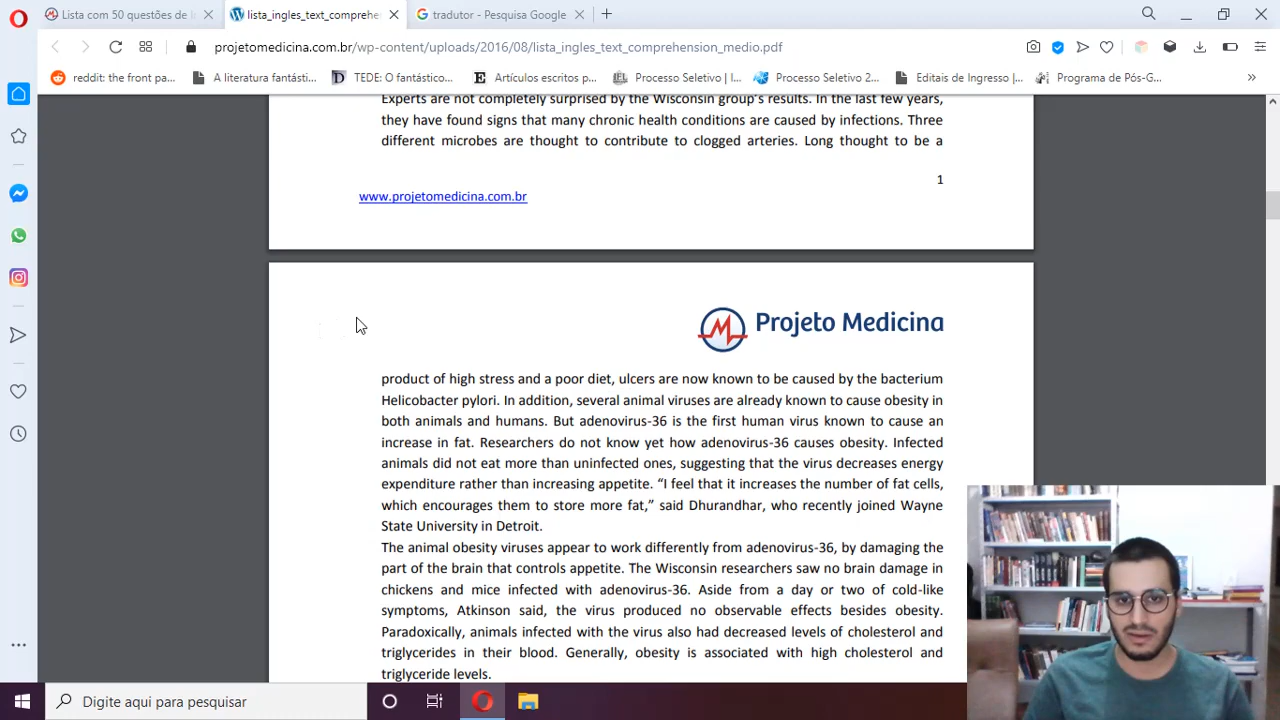 Lista com 50 questões de i
lista_ingles_text_comprehe
tradutor - Pesquisa Google
projetomedicina.com.br/wp-content/uploads/2016/08/lista_ingles_text_comprehension_medio.pdf
reddit: the front pa...
A literatura fantásti...
TEDE: O fantástico...
Artículos escritos p...
Processo Seletivo | I...
Processo Seletivo 2...
Editais de Ingresso |...
Programa de Pós-G...
Experts are not completely surprised by the Wisconsin group's results. In the last few years,
they have found signs that many chronic health conditions are caused by infections. Three
different microbes are thought to contribute to clogged arteries. Long thought to be a
1
www.projetomedicina.com.br
Projeto Medicina
product of high stress and a poor diet, ulcers are now known to be caused by the bacterium
Helicobacter pylori. In addition, several animal viruses are already known to cause obesity in
both animals and humans. But adenovirus-36 is the first human virus known to cause an
increase in fat. Researchers do not know yet how adenovirus-36 causes obesity. Infected
animals did not eat more than uninfected ones, suggesting that the virus decreases energy
expenditure rather than increasing appetite. “I feel that it increases the number of fat cells,
which encourages them to store more fat,” said Dhurandhar, who recently joined Wayne
State University in Detroit.
The animal obesity viruses appear to work differently from adenovirus-36, by damaging the
part of the brain that controls appetite. The Wisconsin researchers saw no brain damage in
chickens and mice infected with adenovirus-36. Aside from a day or two of cold-like
symptoms, Atkinson said, the virus produced no observable effects besides obesity.
Paradoxically, animals infected with the virus also had decreased levels of cholesterol and
triglycerides in their blood. Generally, obesity is associated with high cholesterol and
triglyceride levels.
Digite aqui para pesquisar